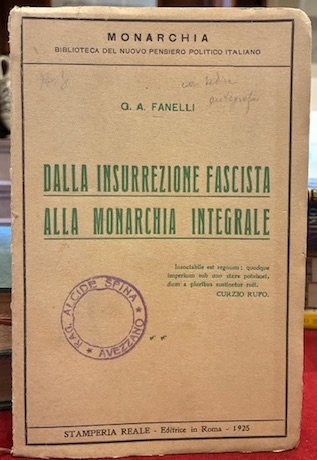 MONARCHIA
BIBLIOTECA DEL NUOVO PENSIERO POLITICO ITALIANO
G. A. FANELLI
DALLA INSURREZIONE FASCISTA
ALLA MONARCHIA INTEGRALE
Insociabile est regnum; quodque
imperium sub uno stare potuisset,
dum a pluribus sustinetur ruit.
CURZIO RUFO.
RAG. ALCIDE SPINA
* AVEZZANO *
STAMPERIA REALE - Editrice in Roma - 1925